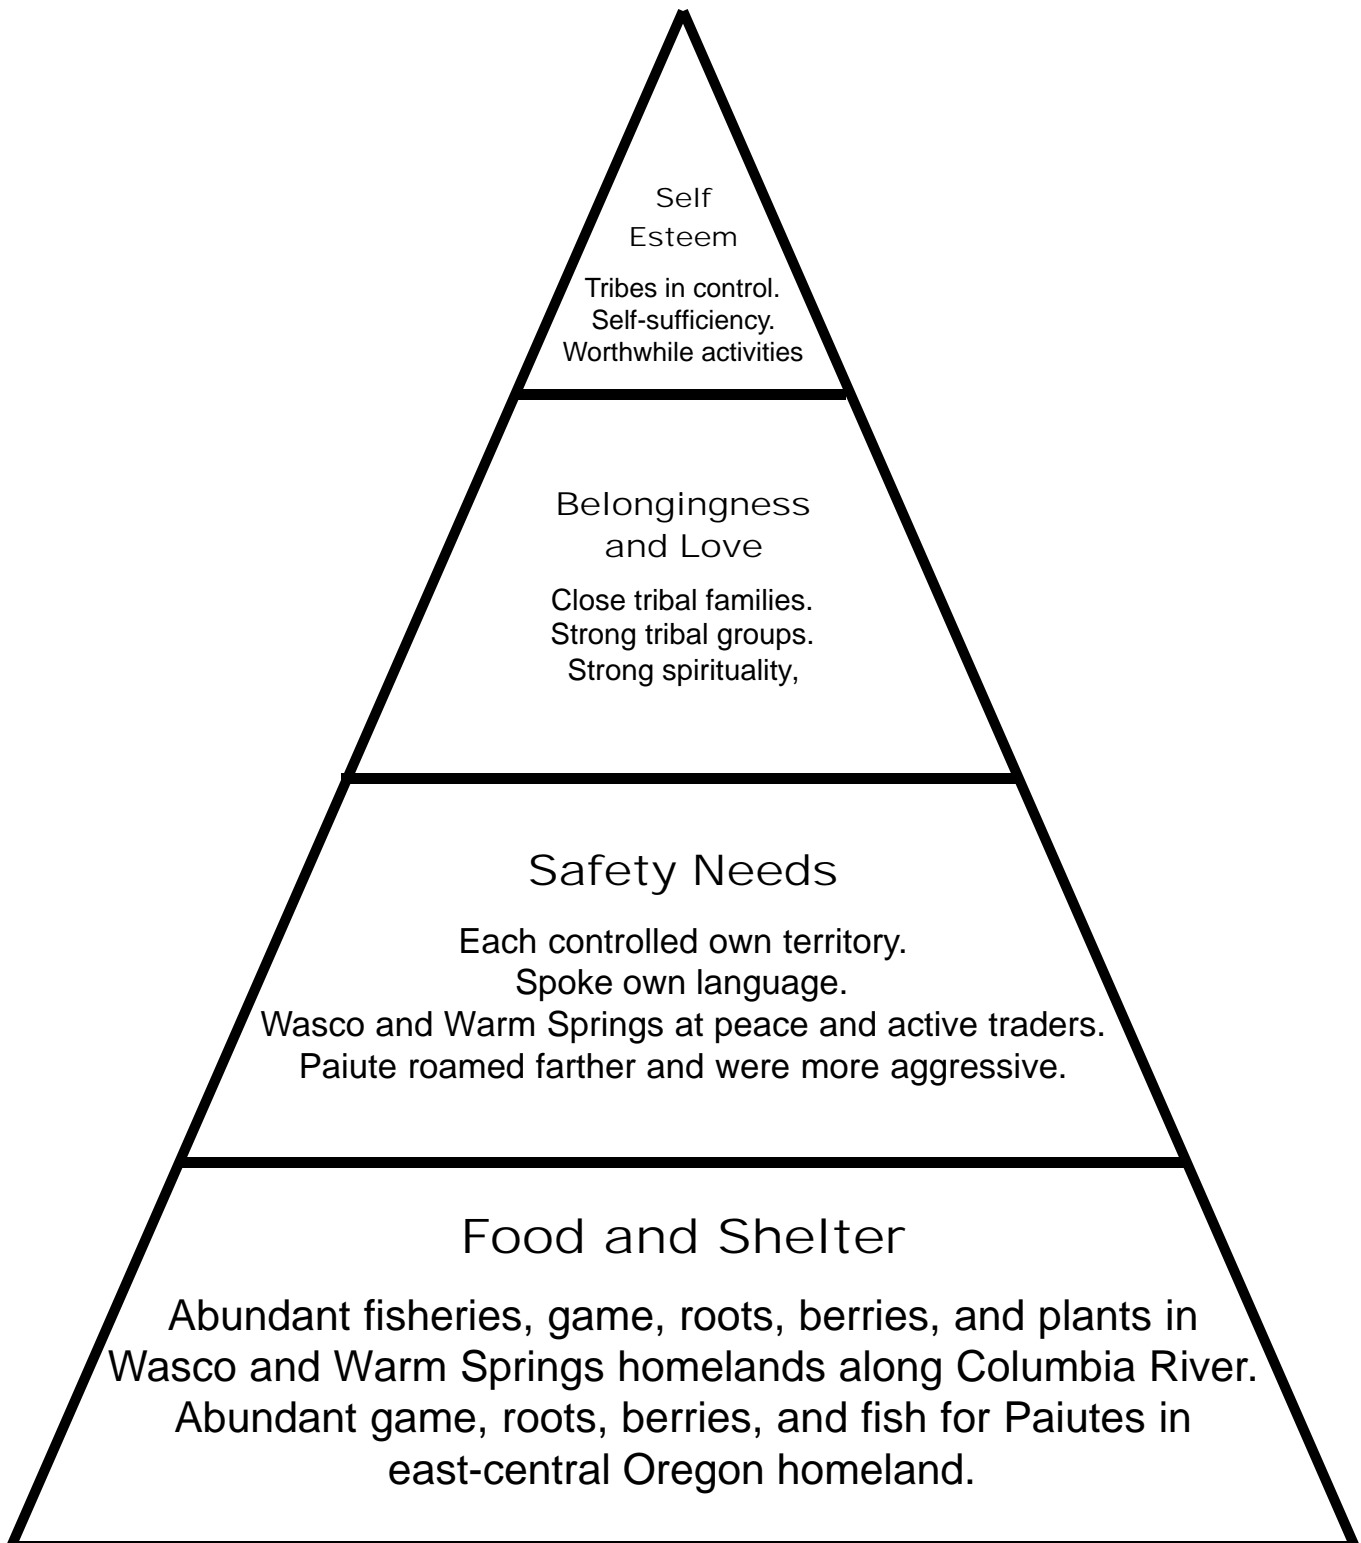 Self
Esteem
Tribes in control.
Self-sufficiency.
Worthwhile activities
Belongingness
and Love
Close tribal families.
Strong tribal groups.
Strong spirituality,
Safety Needs
Each controlled own territory.
Spoke own language.
Wasco and Warm Springs at peace and active traders.
Paiute roamed farther and were more aggressive.
Food and Shelter
Abundant fisheries, game, roots, berries, and plants in
Wasco and Warm Springs homelands along Columbia River.
Abundant game, roots, berries, and fish for Paiutes in
east-central Oregon homeland.